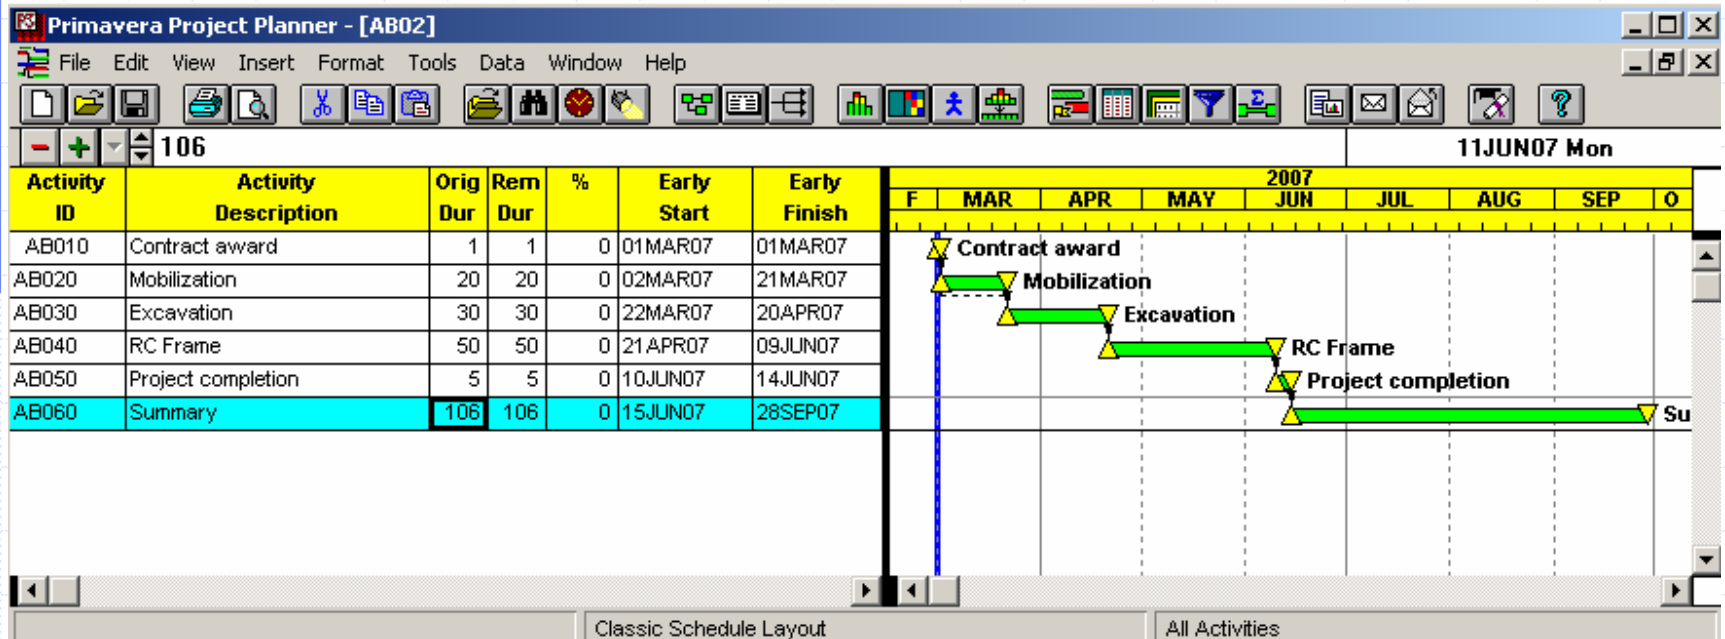 Primavera Project Planner - [AB02]
File Edit View Insert Format Tools Data Window Help
106 11JUN07 Mon
Activity ID Activity Description Orig Dur Rem Dur % Early Start Early Finish 2007
F MAR APR MAY JUN JUL AUG SEP O
AB010 Contract award 1 1 0 01MAR07 01MAR07 Contract award
AB020 Mobilization 20 20 0 02MAR07 21MAR07 Mobilization
AB030 Excavation 30 30 0 22MAR07 20APR07 Excavation
AB040 RC Frame 50 50 0 21APR07 09JUN07 RC Frame
AB050 Project completion 5 5 0 10JUN07 14JUN07 Project completion
AB060 Summary 106 106 0 15JUN07 28SEP07 Su
Classic Schedule Layout All Activities